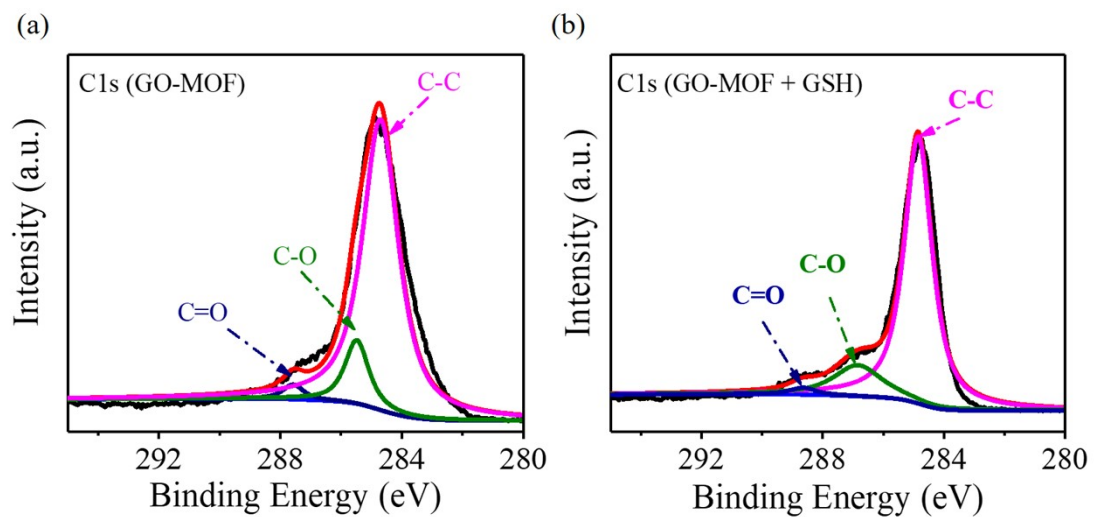 (a)
C1s (GO-MOF)
C-C
C-O
C=O
Intensity (a.u.)
292 288 284 280
Binding Energy (eV)
(b)
C1s (GO-MOF + GSH)
C-C
C-O
C=O
Intensity (a.u.)
292 288 284 280
Binding Energy (eV)